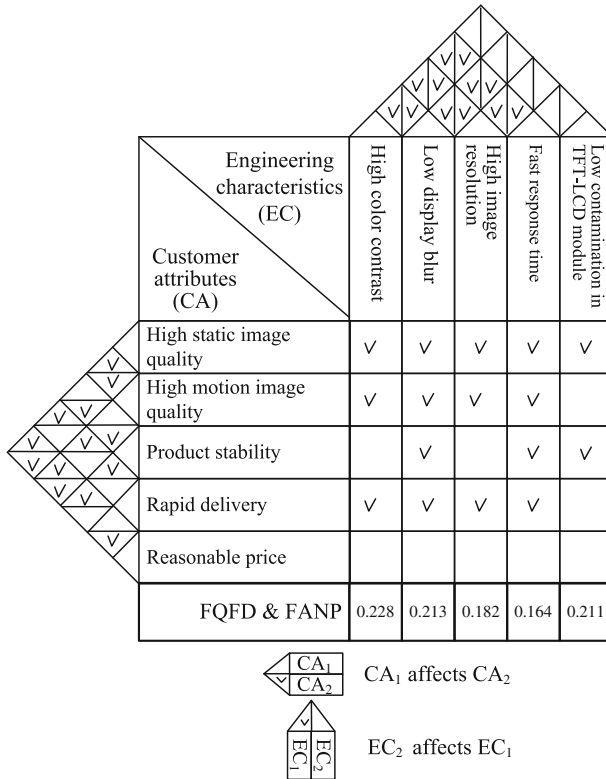 Engineering
characteristics
(EC)
Customer
attributes
(CA)
High color contrast
Low display blur
High image
resolution
Fast response time
Low contamination in
TFT-LCD module
High static image
quality
High motion image
quality
Product stability
Rapid delivery
Reasonable price
FQFD & FANP 0.228 0.213 0.182 0.164 0.211
CA1
CA2
CA1 affects CA2
EC1
EC2
EC2 affects EC1